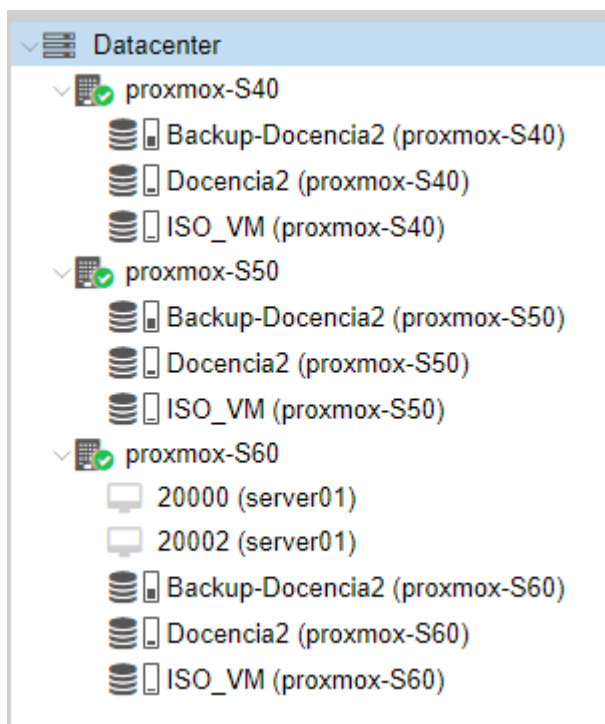 Datacenter
proxmox-S40
Backup-Docencia2 (proxmox-S40)
Docencia2 (proxmox-S40)
ISO_VM (proxmox-S40)
proxmox-S50
Backup-Docencia2 (proxmox-S50)
Docencia2 (proxmox-S50)
ISO_VM (proxmox-S50)
proxmox-S60
20000 (server01)
20002 (server01)
Backup-Docencia2 (proxmox-S60)
Docencia2 (proxmox-S60)
ISO_VM (proxmox-S60)